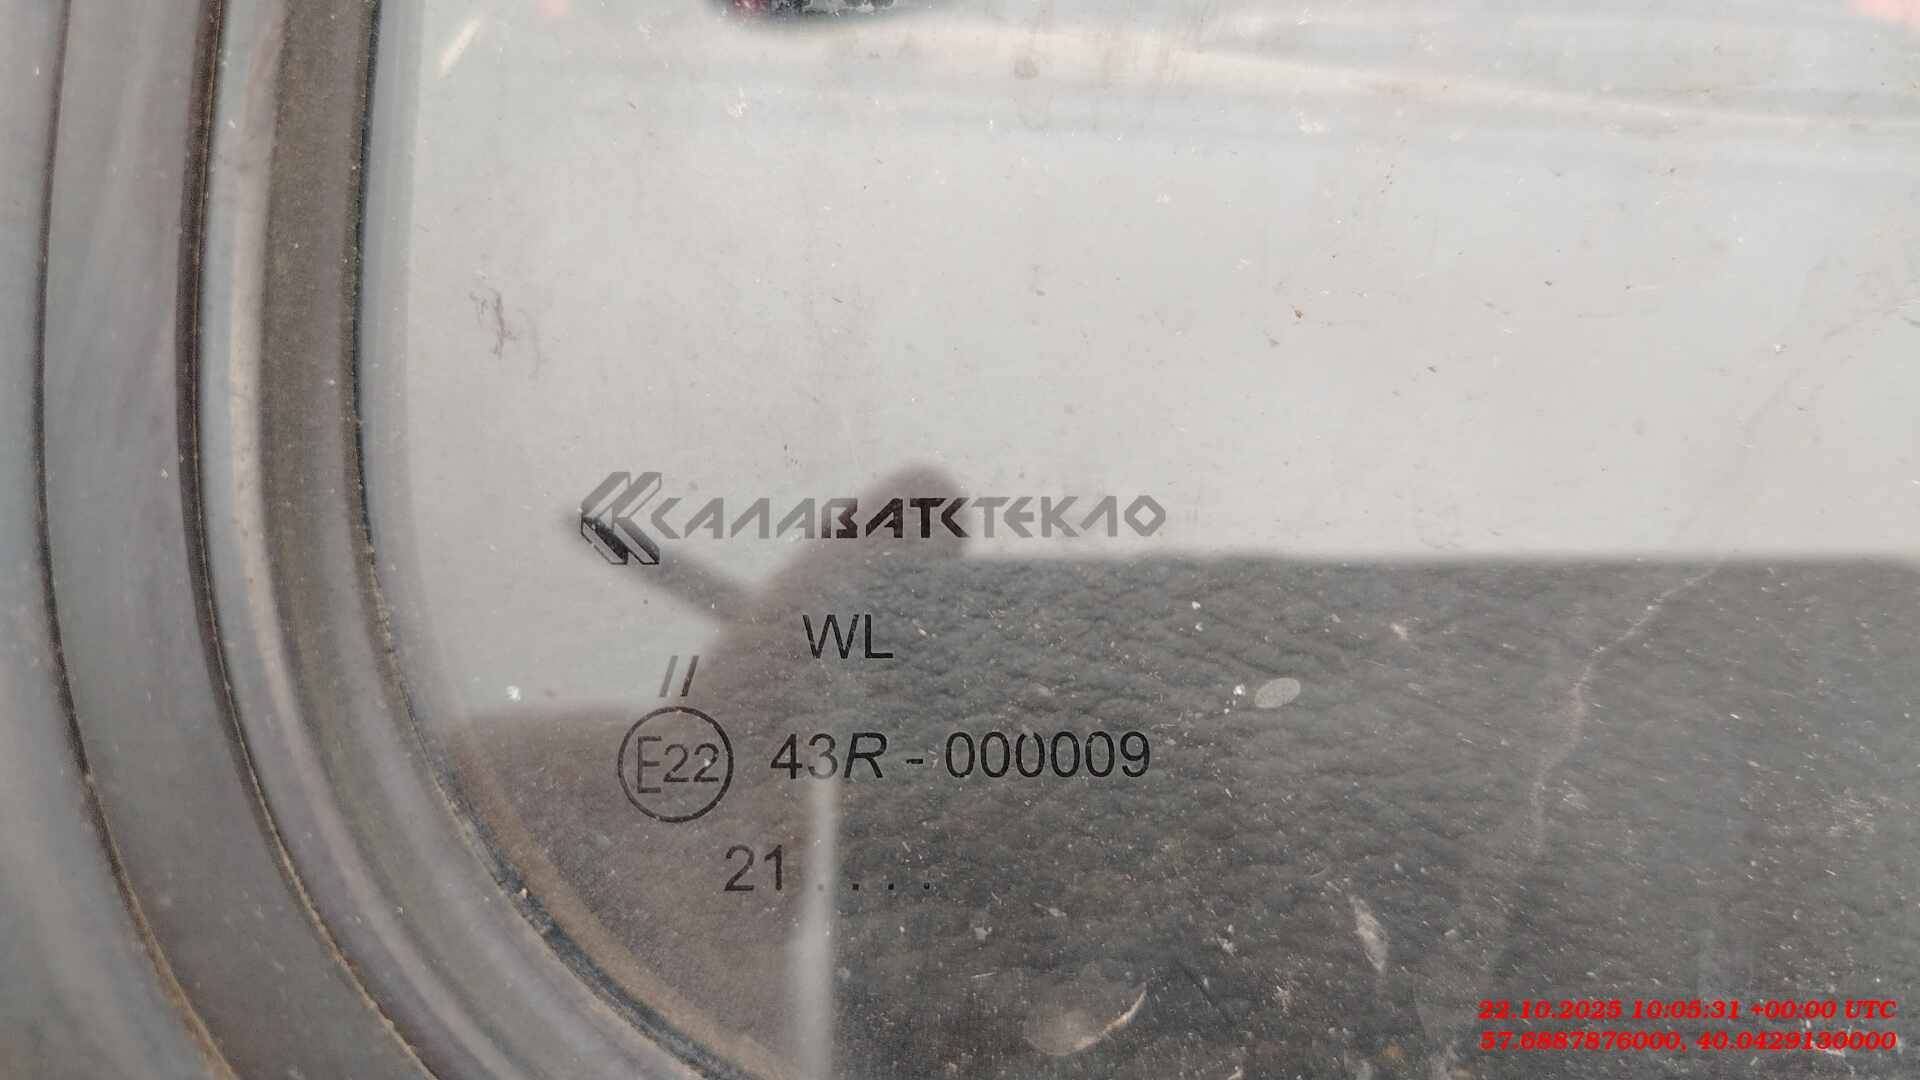 САЛАВАТСТЕКЛО
WL
//
E22 43R - 000009
21 . . . .
22.10.2025 10:05:31 +00:00 UTC
57.6887876000, 40.0429130000